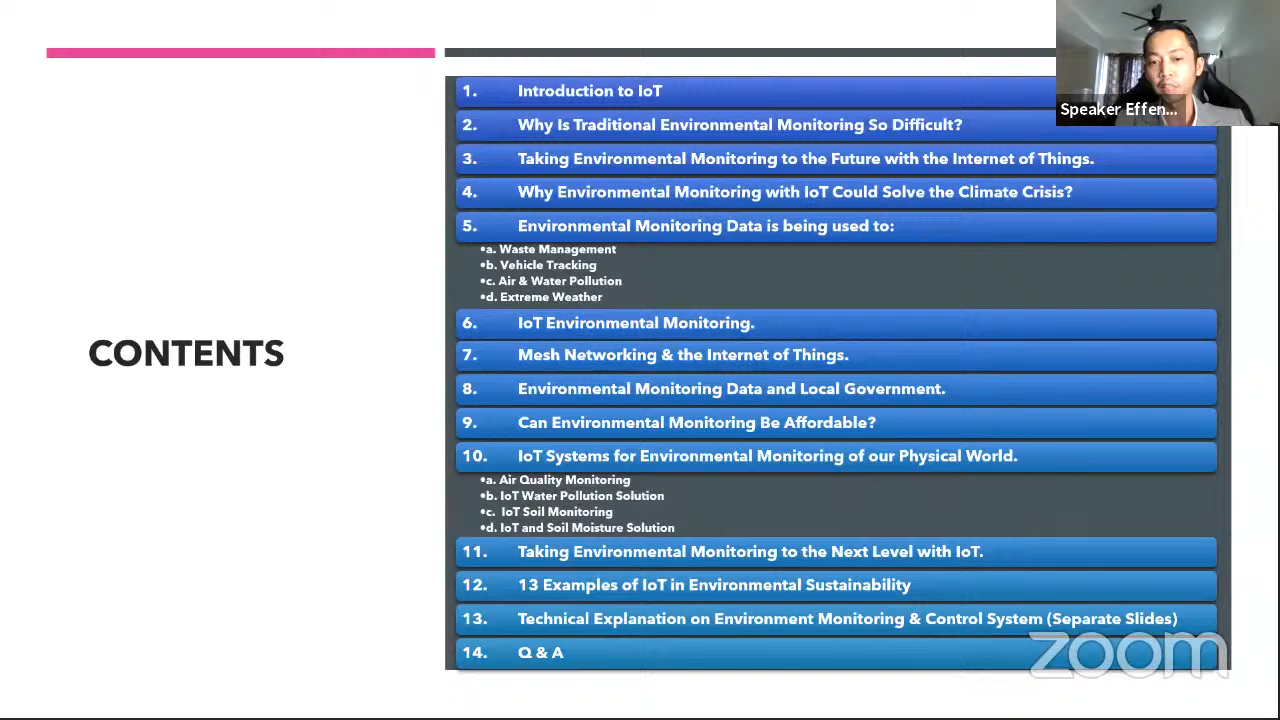 CONTENTS
1. Introduction to IoT
2. Why Is Traditional Environmental Monitoring So Difficult?
3. Taking Environmental Monitoring to the Future with the Internet of Things.
4. Why Environmental Monitoring with IoT Could Solve the Climate Crisis?
5. Environmental Monitoring Data is being used to:
•a. Waste Management
•b. Vehicle Tracking
•c. Air & Water Pollution
•d. Extreme Weather
6. IoT Environmental Monitoring.
7. Mesh Networking & the Internet of Things.
8. Environmental Monitoring Data and Local Government.
9. Can Environmental Monitoring Be Affordable?
10. IoT Systems for Environmental Monitoring of our Physical World.
•a. Air Quality Monitoring
•b. IoT Water Pollution Solution
•c. IoT Soil Monitoring
•d. IoT and Soil Moisture Solution
11. Taking Environmental Monitoring to the Next Level with IoT.
12. 13 Examples of IoT in Environmental Sustainability
13. Technical Explanation on Environment Monitoring & Control System (Separate Slides)
14. Q & A
Speaker Effen...
zoom